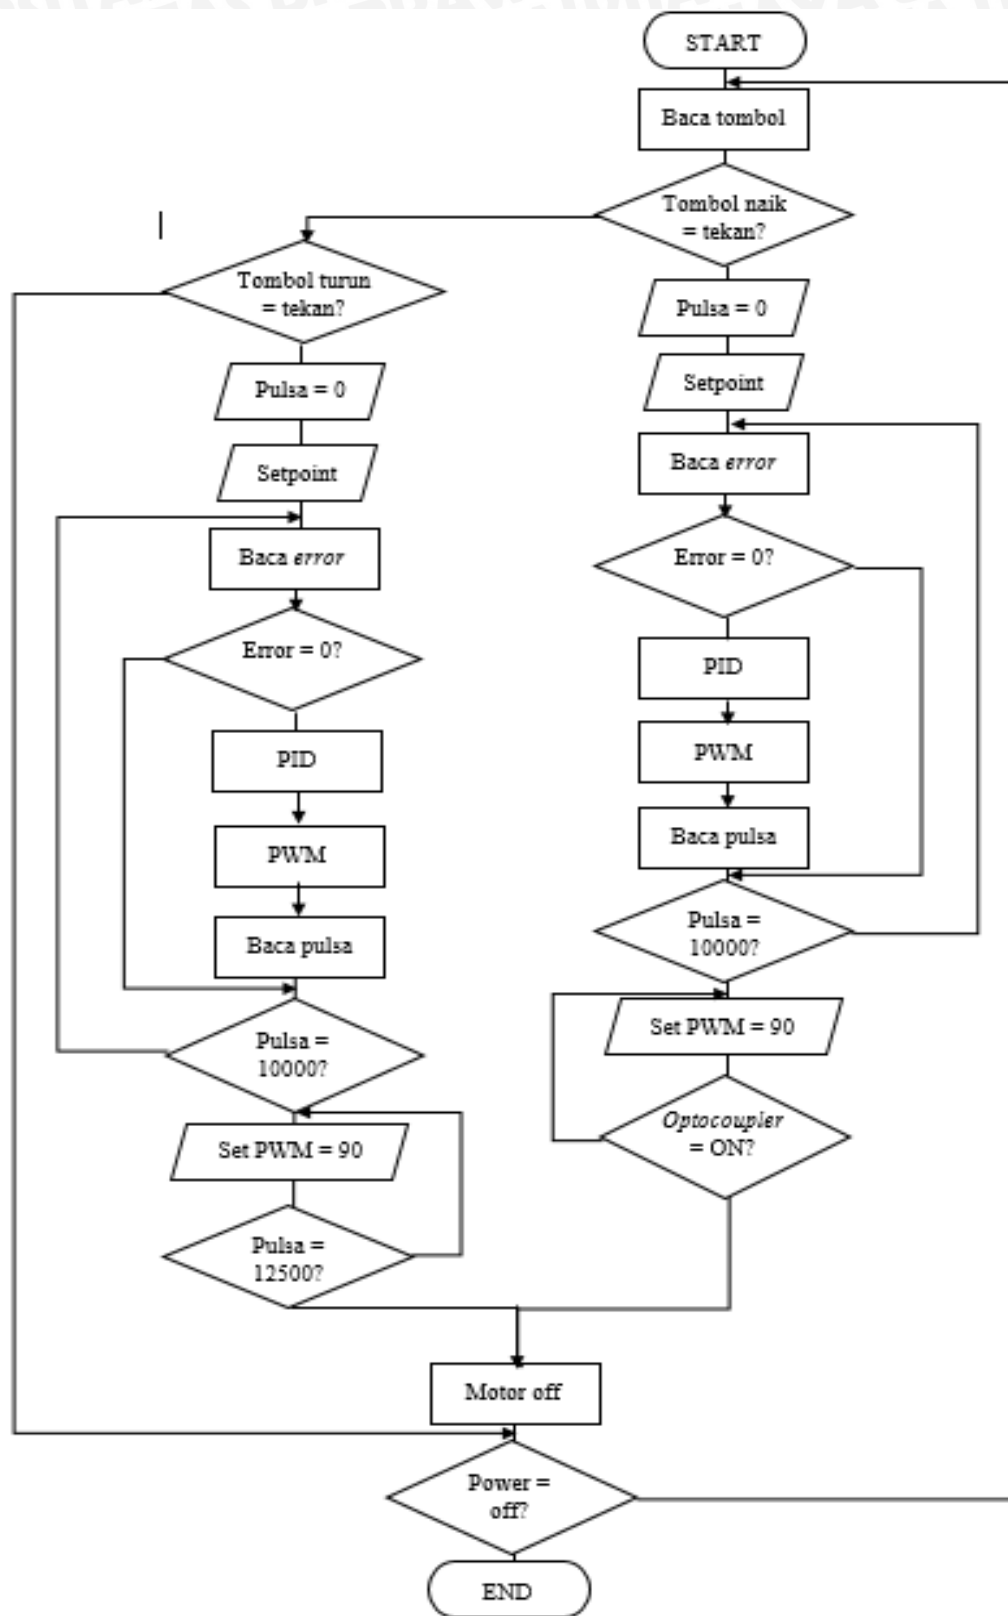 START
Baca tombol
Tombol naik
= tekan?
Tombol turun
= tekan?
Pulsa = 0
Setpoint
Baca error
Error = 0?
PID
PWM
Baca pulsa
Pulsa =
10000?
Set PWM = 90
Pulsa =
12500?
Pulsa = 0
Setpoint
Baca error
Error = 0?
PID
PWM
Baca pulsa
Pulsa =
10000?
Set PWM = 90
Optocoupler
= ON?
Motor off
Power =
off?
END